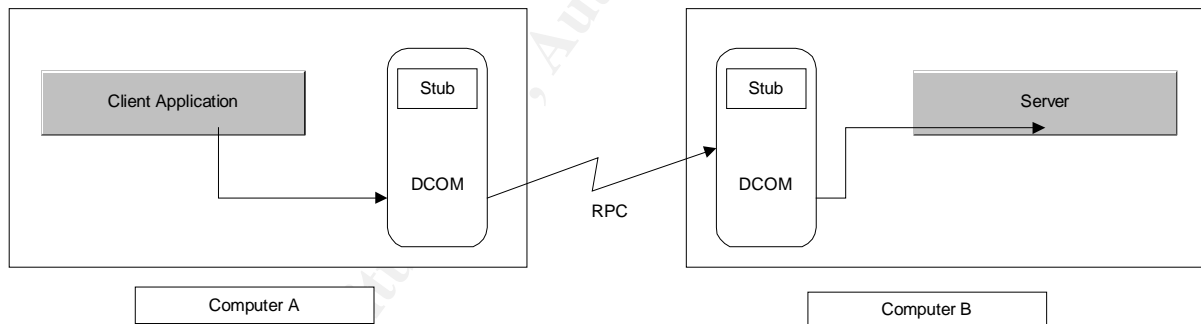 Client Application
Stub
DCOM
RPC
Stub
DCOM
Server
Computer A
Computer B